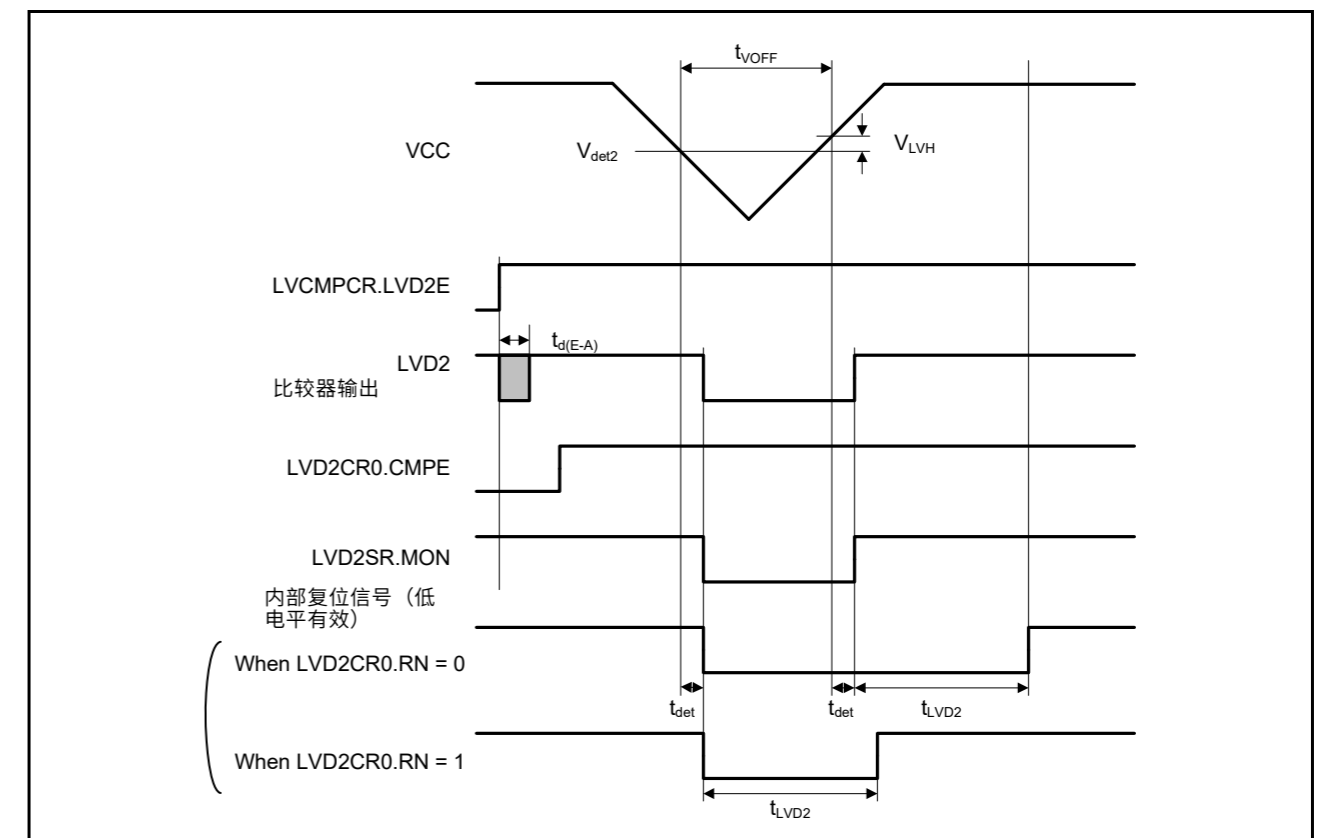 tVOFF
VCC
Vdet2
VLVH
LVCMPCR.LVD2E
td(E-A)
LVD2
比较器输出
LVD2CR0.CMPE
LVD2SR.MON
内部复位信号（低
电平有效）
When LVD2CR0.RN = 0
tdet
tdet
tLVD2
When LVD2CR0.RN = 1
tLVD2